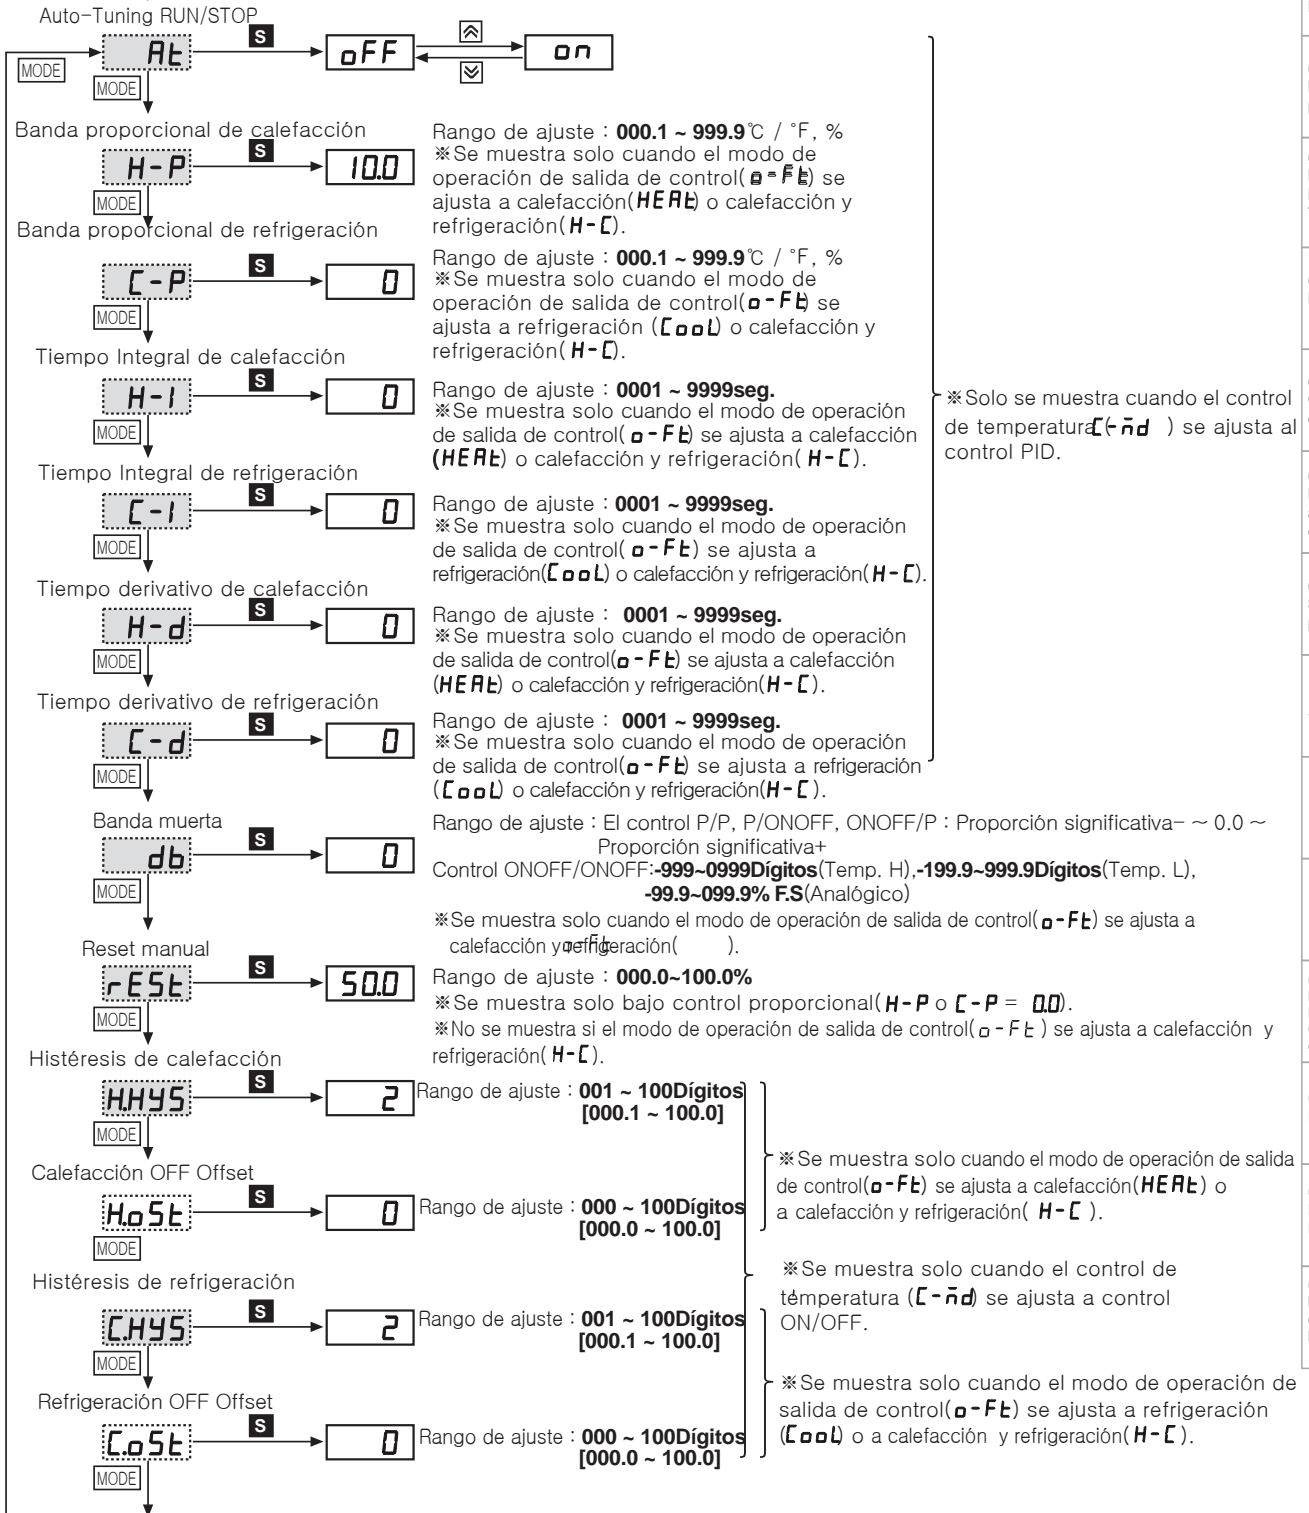 Auto-Tuning RUN/STOP
MODE
At
S
oFF
on
MODE
Banda proporcional de calefacción
H-P
S
10.0
MODE
Rango de ajuste : 000.1 ~ 999.9℃ / °F, %
※Se muestra solo cuando el modo de
operación de salida de control( o-Ft) se
ajusta a calefacción(HEAt) o calefacción y
refrigeración(H-C).
Banda proporcional de refrigeración
C-P
S
0
MODE
Rango de ajuste : 000.1 ~ 999.9℃ / °F, %
※Se muestra solo cuando el modo de
operación de salida de control(o-Ft) se
ajusta a refrigeración (CooL) o calefacción y
refrigeración( H-C).
Tiempo Integral de calefacción
H-I
S
0
MODE
Rango de ajuste : 0001 ~ 9999seg.
※Se muestra solo cuando el modo de operación
de salida de control( o-Ft) se ajusta a calefacción
(HEAt) o calefacción y refrigeración( H-C).
※Solo se muestra cuando el control
de temperatura(C-md ) se ajusta al
control PID.
Tiempo Integral de refrigeración
C-I
S
0
MODE
Rango de ajuste : 0001 ~ 9999seg.
※Se muestra solo cuando el modo de operación
de salida de control( o-Ft) se ajusta a
refrigeración(CooL) o calefacción y refrigeración(H-C).
Tiempo derivativo de calefacción
H-d
S
0
MODE
Rango de ajuste : 0001 ~ 9999seg.
※Se muestra solo cuando el modo de operación
de salida de control(o-Ft) se ajusta a calefacción
(HEAt) o calefacción y refrigeración(H-C).
Tiempo derivativo de refrigeración
C-d
S
0
MODE
Rango de ajuste : 0001 ~ 9999seg.
※Se muestra solo cuando el modo de operación
de salida de control(o-Ft) se ajusta a refrigeración
(CooL) o calefacción y refrigeración(H-C).
Banda muerta
db
S
0
MODE
Rango de ajuste : El control P/P, P/ONOFF, ONOFF/P : Proporción significativa− ~ 0.0 ~
Proporción significativa+
Control ONOFF/ONOFF:-999~0999Dígitos(Temp. H),-199.9~999.9Dígitos(Temp. L),
-99.9~099.9% F.S(Analógico)
※Se muestra solo cuando el modo de operación de salida de control(o-Ft) se ajusta a
calefacción y refrigeración( ).
Reset manual
rESt
S
50.0
MODE
Rango de ajuste : 000.0~100.0%
※Se muestra solo bajo control proporcional(H-P o C-P = 0.0).
※No se muestra si el modo de operación de salida de control(o-Ft ) se ajusta a calefacción y
refrigeración( H-C).
Histéresis de calefacción
H.HYS
S
2
MODE
Rango de ajuste : 001 ~ 100Dígitos
[000.1 ~ 100.0]
Calefacción OFF Offset
H.oSt
S
0
MODE
Rango de ajuste : 000 ~ 100Dígitos
[000.0 ~ 100.0]
※Se muestra solo cuando el modo de operación de salida
de control(o-Ft) se ajusta a calefacción(HEAt) o
a calefacción y refrigeración( H-C ).
※Se muestra solo cuando el control de
temperatura (C-md) se ajusta a control
ON/OFF.
Histéresis de refrigeración
C.HYS
S
2
MODE
Rango de ajuste : 001 ~ 100Dígitos
[000.1 ~ 100.0]
Refrigeración OFF Offset
C.oSt
S
0
MODE
Rango de ajuste : 000 ~ 100Dígitos
[000.0 ~ 100.0]
※Se muestra solo cuando el modo de operación de
salida de control(o-Ft) se ajusta a refrigeración
(CooL) o a calefacción y refrigeración(H-C).